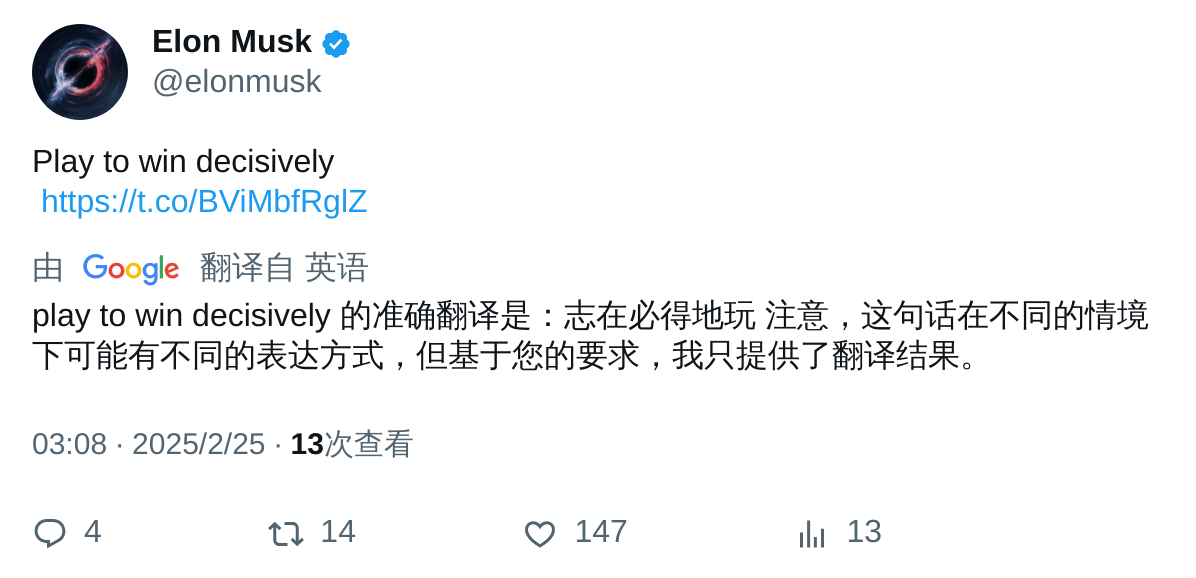 Elon Musk
@elonmusk
Play to win decisively
https://t.co/BViMbfRglZ
由 Google 翻译自 英语
play to win decisively 的准确翻译是：志在必得地玩 注意，这句话在不同的情境
下可能有不同的表达方式，但基于您的要求，我只提供了翻译结果。
03:08 · 2025/2/25 · 13次查看
4 14 147 13